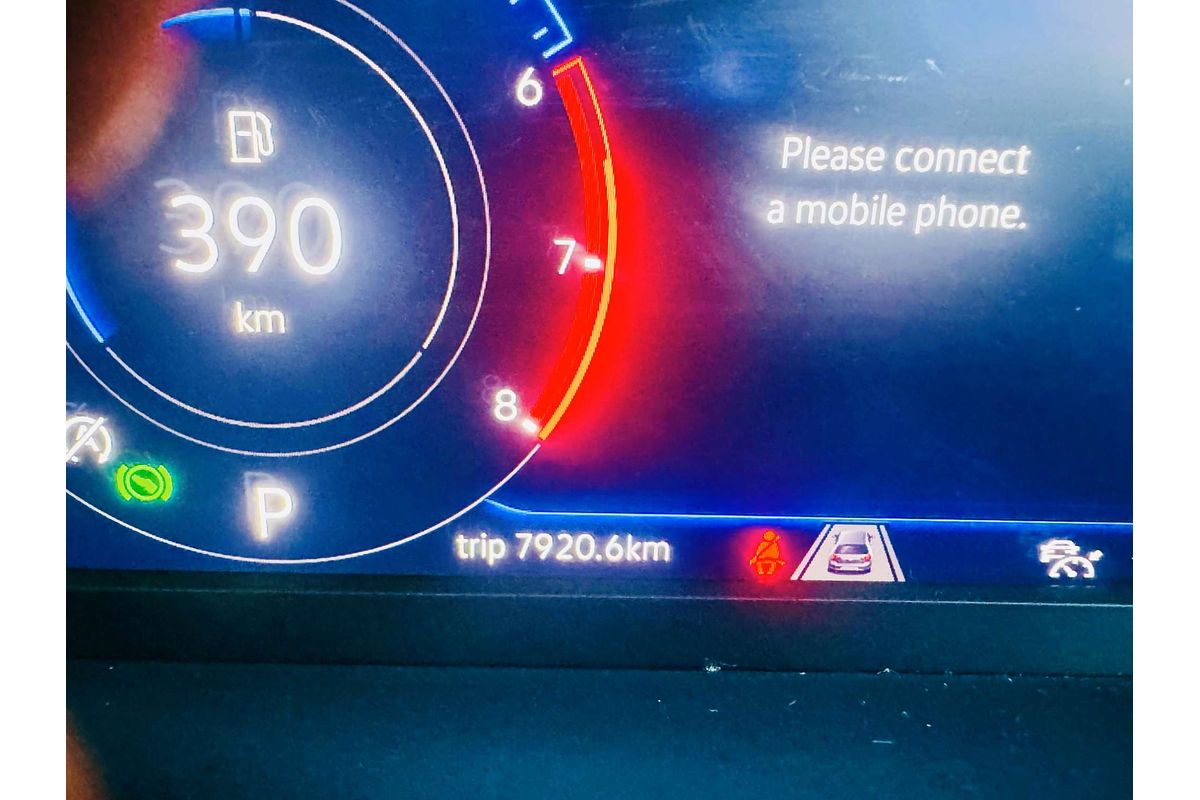 6
Please connect
a mobile phone.
390
7
km
8
P
trip 7920.6km